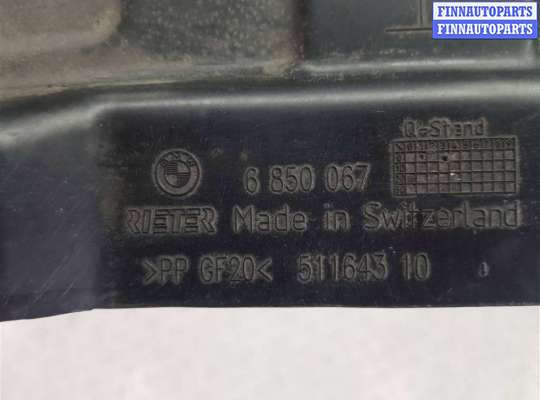 FINNAUTOPARTS
FINNAUTOPARTS
Q-Stand
6 850 067
RIETER Made in Switzerland
>PP GF20< 511643 10